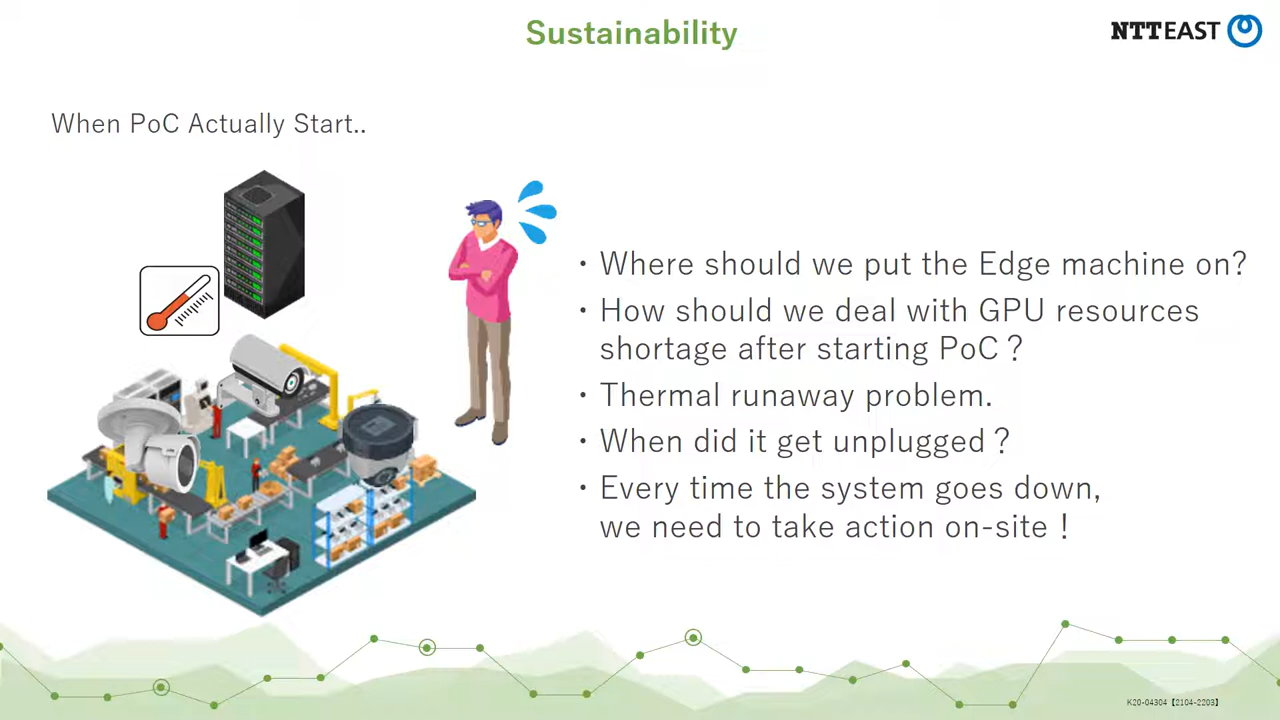 Sustainability
NTT EAST
When PoC Actually Start..
・Where should we put the Edge machine on?
・How should we deal with GPU resources
shortage after starting PoC？
・Thermal runaway problem.
・When did it get unplugged？
・Every time the system goes down,
we need to take action on-site！
K20-04304【2104-2203】